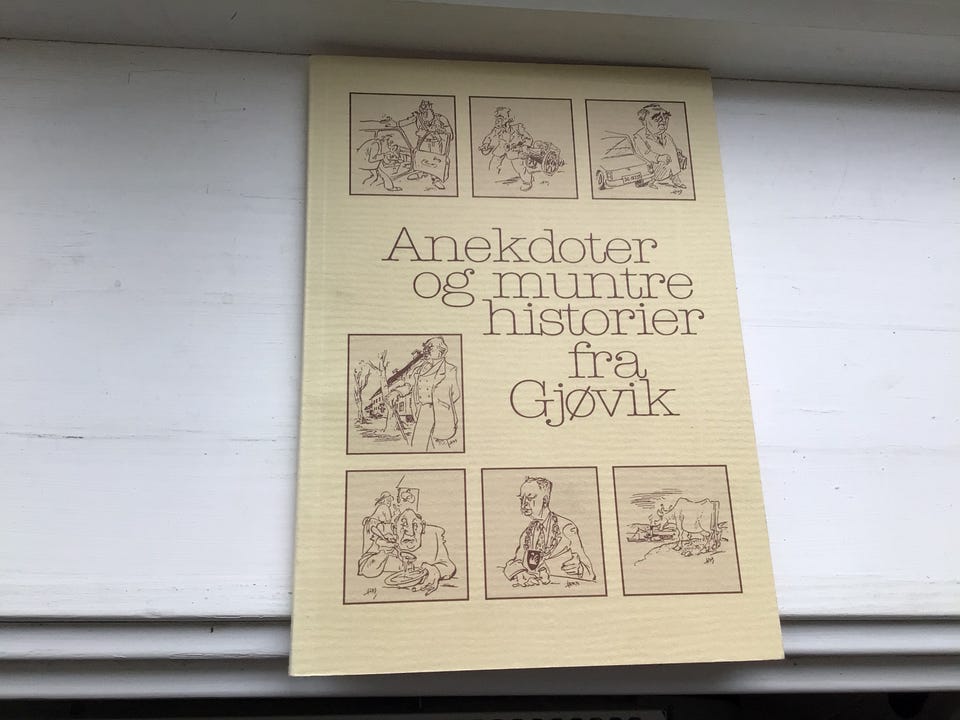 Anekdoter
og muntre
historier
fra
Gjøvik